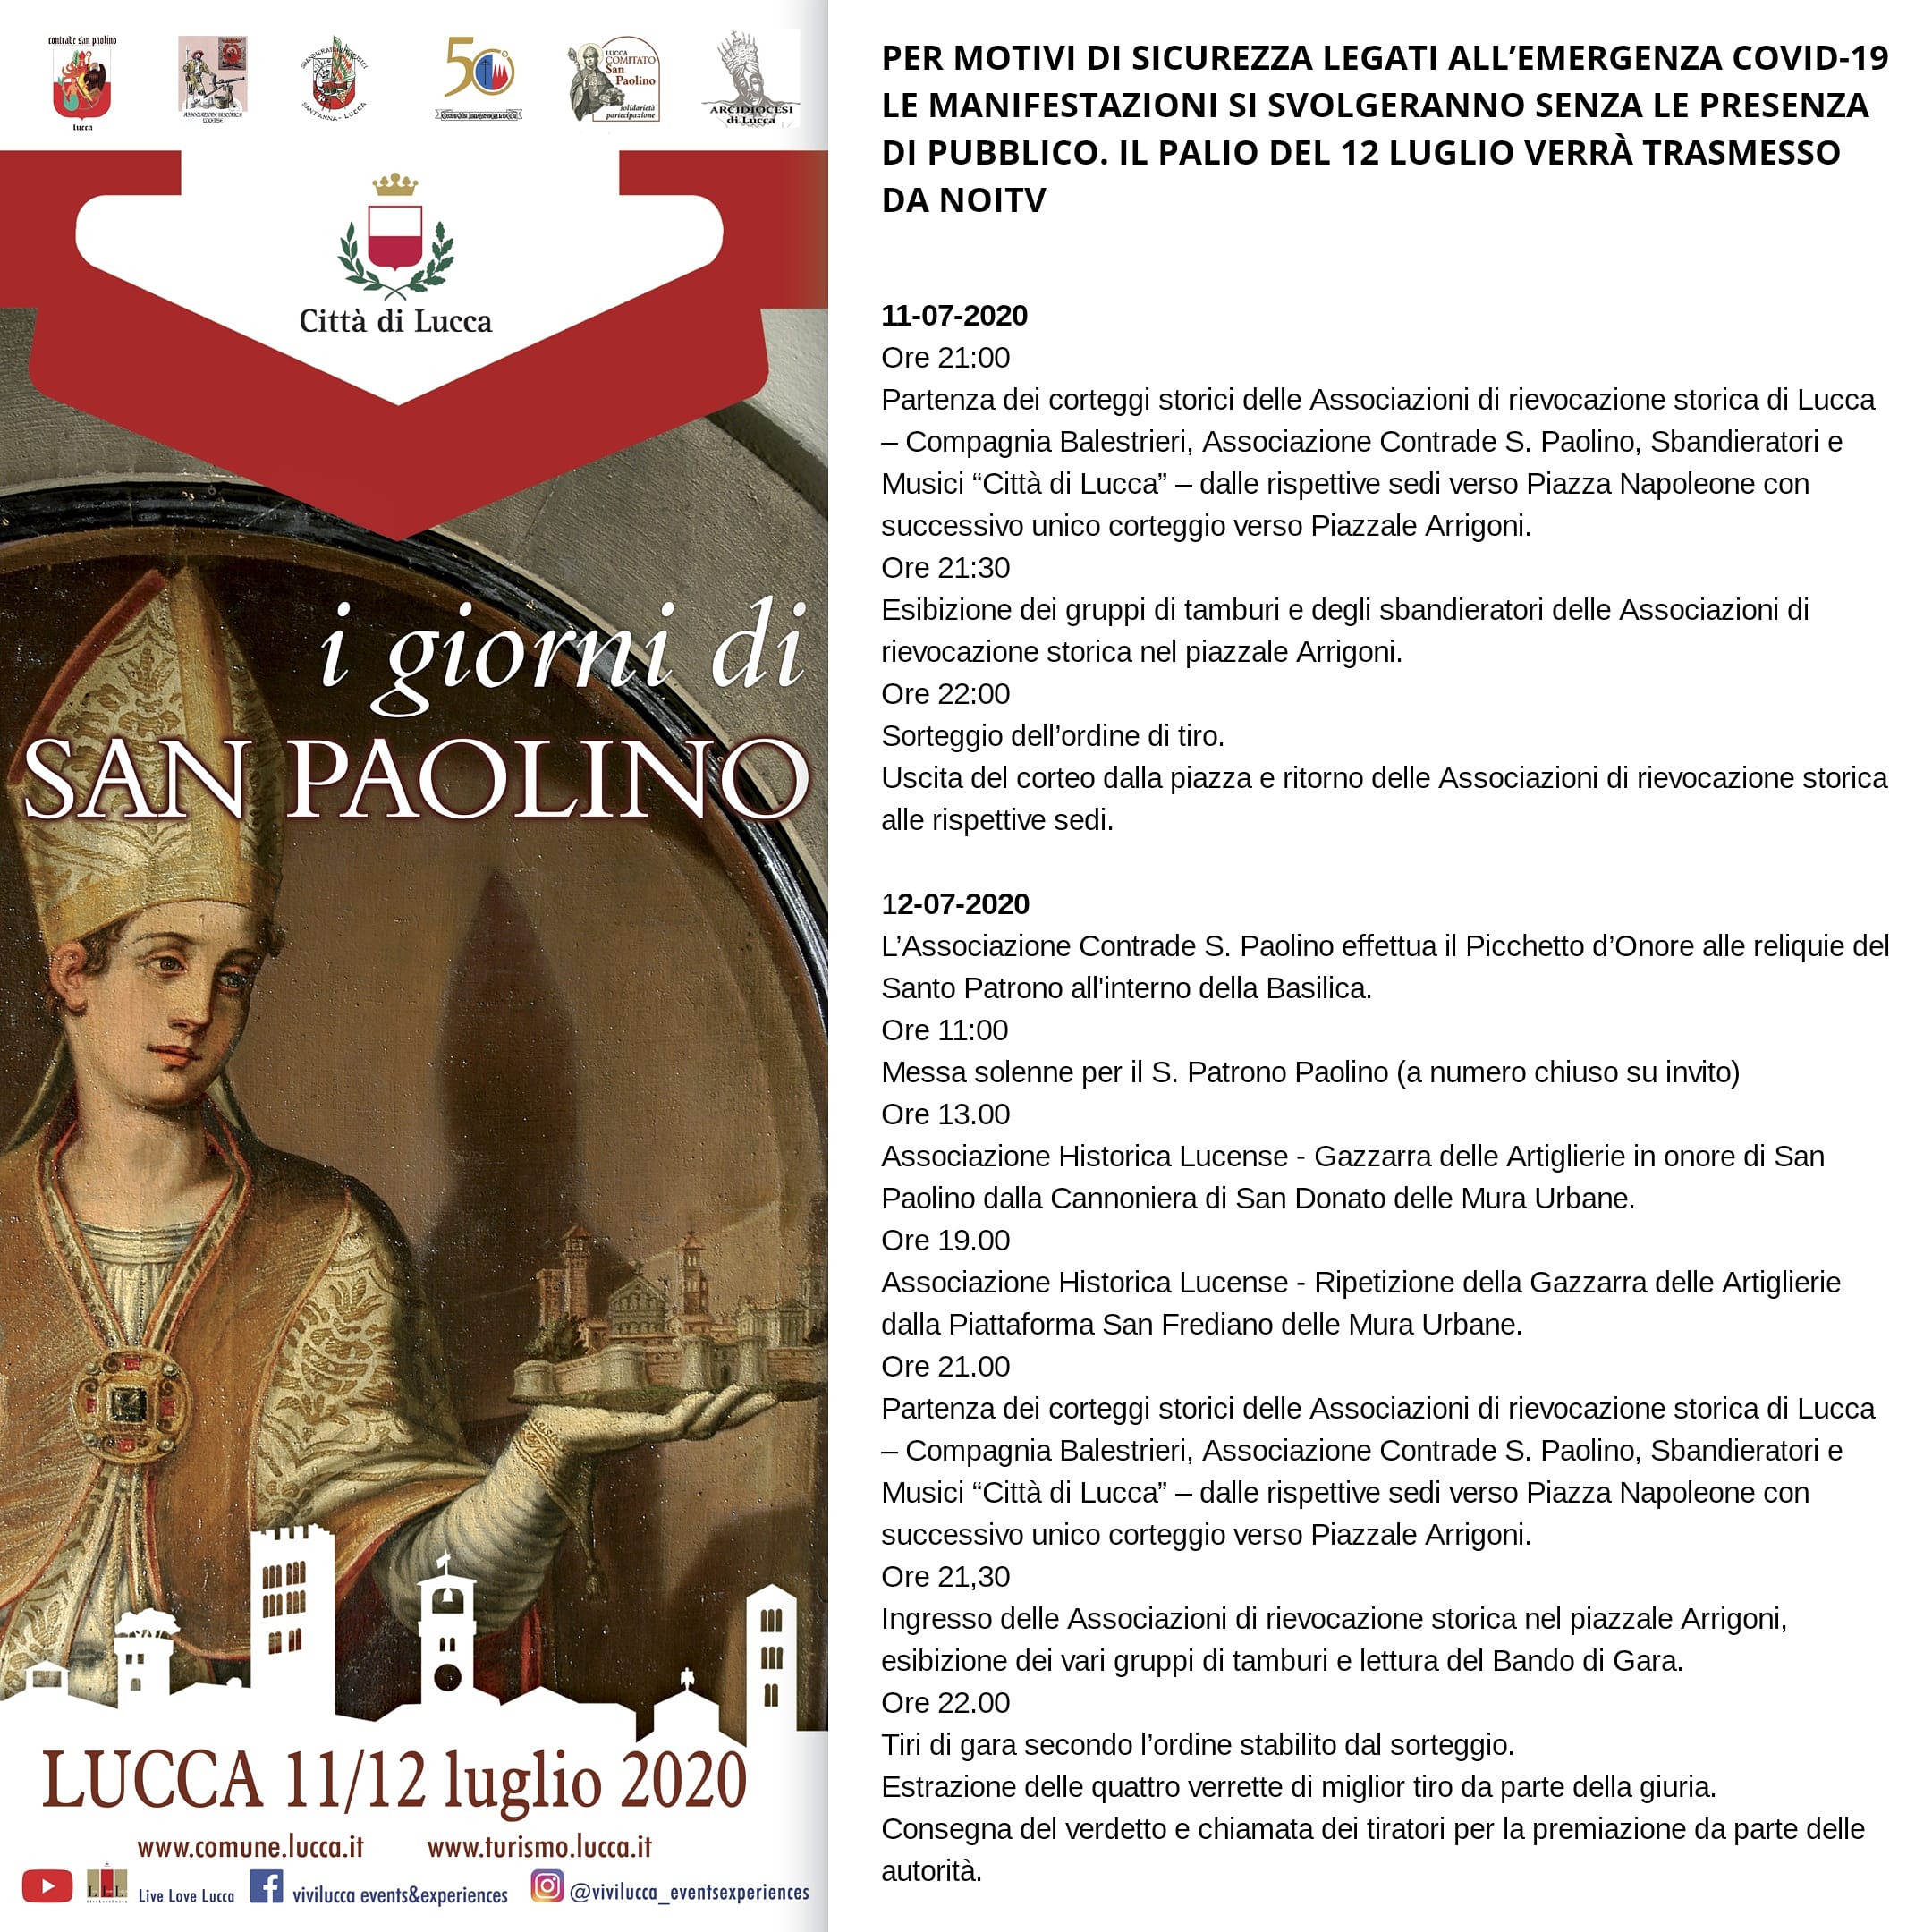 contrade san paolino
Lucca
50°
LUCCA
COMITATO
San
Paolino
solidarietà
partecipazione
ARCIDIOCESI
di Lucca
Città di Lucca
i giorni di
SAN PAOLINO
LUCCA 11/12 luglio 2020
www.comune.lucca.it www.turismo.lucca.it
Live Love Lucca vivilucca events&experiences @vivilucca_eventsexperiences
PER MOTIVI DI SICUREZZA LEGATI ALL’EMERGENZA COVID-19
LE MANIFESTAZIONI SI SVOLGERANNO SENZA LE PRESENZA
DI PUBBLICO. IL PALIO DEL 12 LUGLIO VERRÀ TRASMESSO
DA NOITV
11-07-2020
Ore 21:00
Partenza dei corteggi storici delle Associazioni di rievocazione storica di Lucca
– Compagnia Balestrieri, Associazione Contrade S. Paolino, Sbandieratori e
Musici “Città di Lucca” – dalle rispettive sedi verso Piazza Napoleone con
successivo unico corteggio verso Piazzale Arrigoni.
Ore 21:30
Esibizione dei gruppi di tamburi e degli sbandieratori delle Associazioni di
rievocazione storica nel piazzale Arrigoni.
Ore 22:00
Sorteggio dell’ordine di tiro.
Uscita del corteo dalla piazza e ritorno delle Associazioni di rievocazione storica
alle rispettive sedi.
12-07-2020
L’Associazione Contrade S. Paolino effettua il Picchetto d’Onore alle reliquie del
Santo Patrono all'interno della Basilica.
Ore 11:00
Messa solenne per il S. Patrono Paolino (a numero chiuso su invito)
Ore 13.00
Associazione Historica Lucense - Gazzarra delle Artiglierie in onore di San
Paolino dalla Cannoniera di San Donato delle Mura Urbane.
Ore 19.00
Associazione Historica Lucense - Ripetizione della Gazzarra delle Artiglierie
dalla Piattaforma San Frediano delle Mura Urbane.
Ore 21.00
Partenza dei corteggi storici delle Associazioni di rievocazione storica di Lucca
– Compagnia Balestrieri, Associazione Contrade S. Paolino, Sbandieratori e
Musici “Città di Lucca” – dalle rispettive sedi verso Piazza Napoleone con
successivo unico corteggio verso Piazzale Arrigoni.
Ore 21,30
Ingresso delle Associazioni di rievocazione storica nel piazzale Arrigoni,
esibizione dei vari gruppi di tamburi e lettura del Bando di Gara.
Ore 22.00
Tiri di gara secondo l’ordine stabilito dal sorteggio.
Estrazione delle quattro verrette di miglior tiro da parte della giuria.
Consegna del verdetto e chiamata dei tiratori per la premiazione da parte delle
autorità.